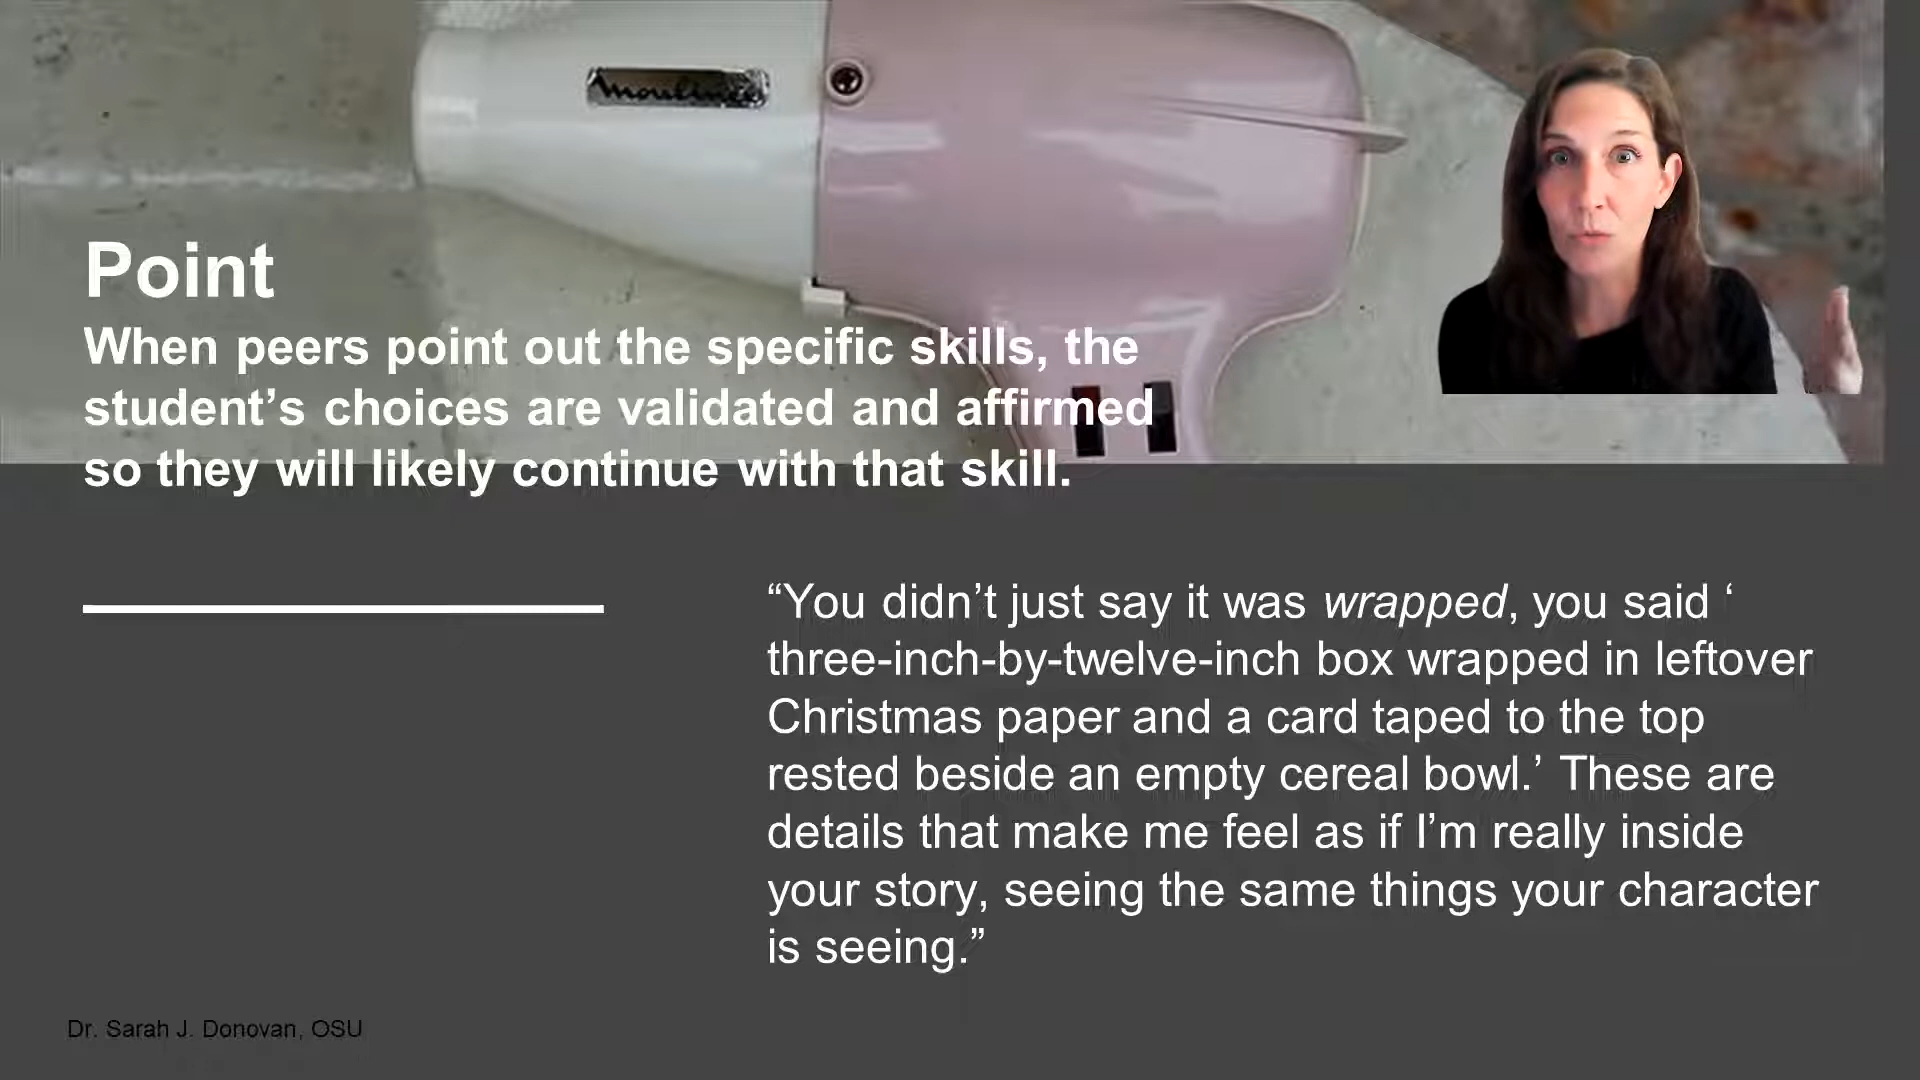 Moulinex
Point
When peers point out the specific skills, the
student’s choices are validated and affirmed
so they will likely continue with that skill.
“You didn’t just say it was wrapped, you said ‘
three-inch-by-twelve-inch box wrapped in leftover
Christmas paper and a card taped to the top
rested beside an empty cereal bowl.’ These are
details that make me feel as if I’m really inside
your story, seeing the same things your character
is seeing.”
Dr. Sarah J. Donovan, OSU